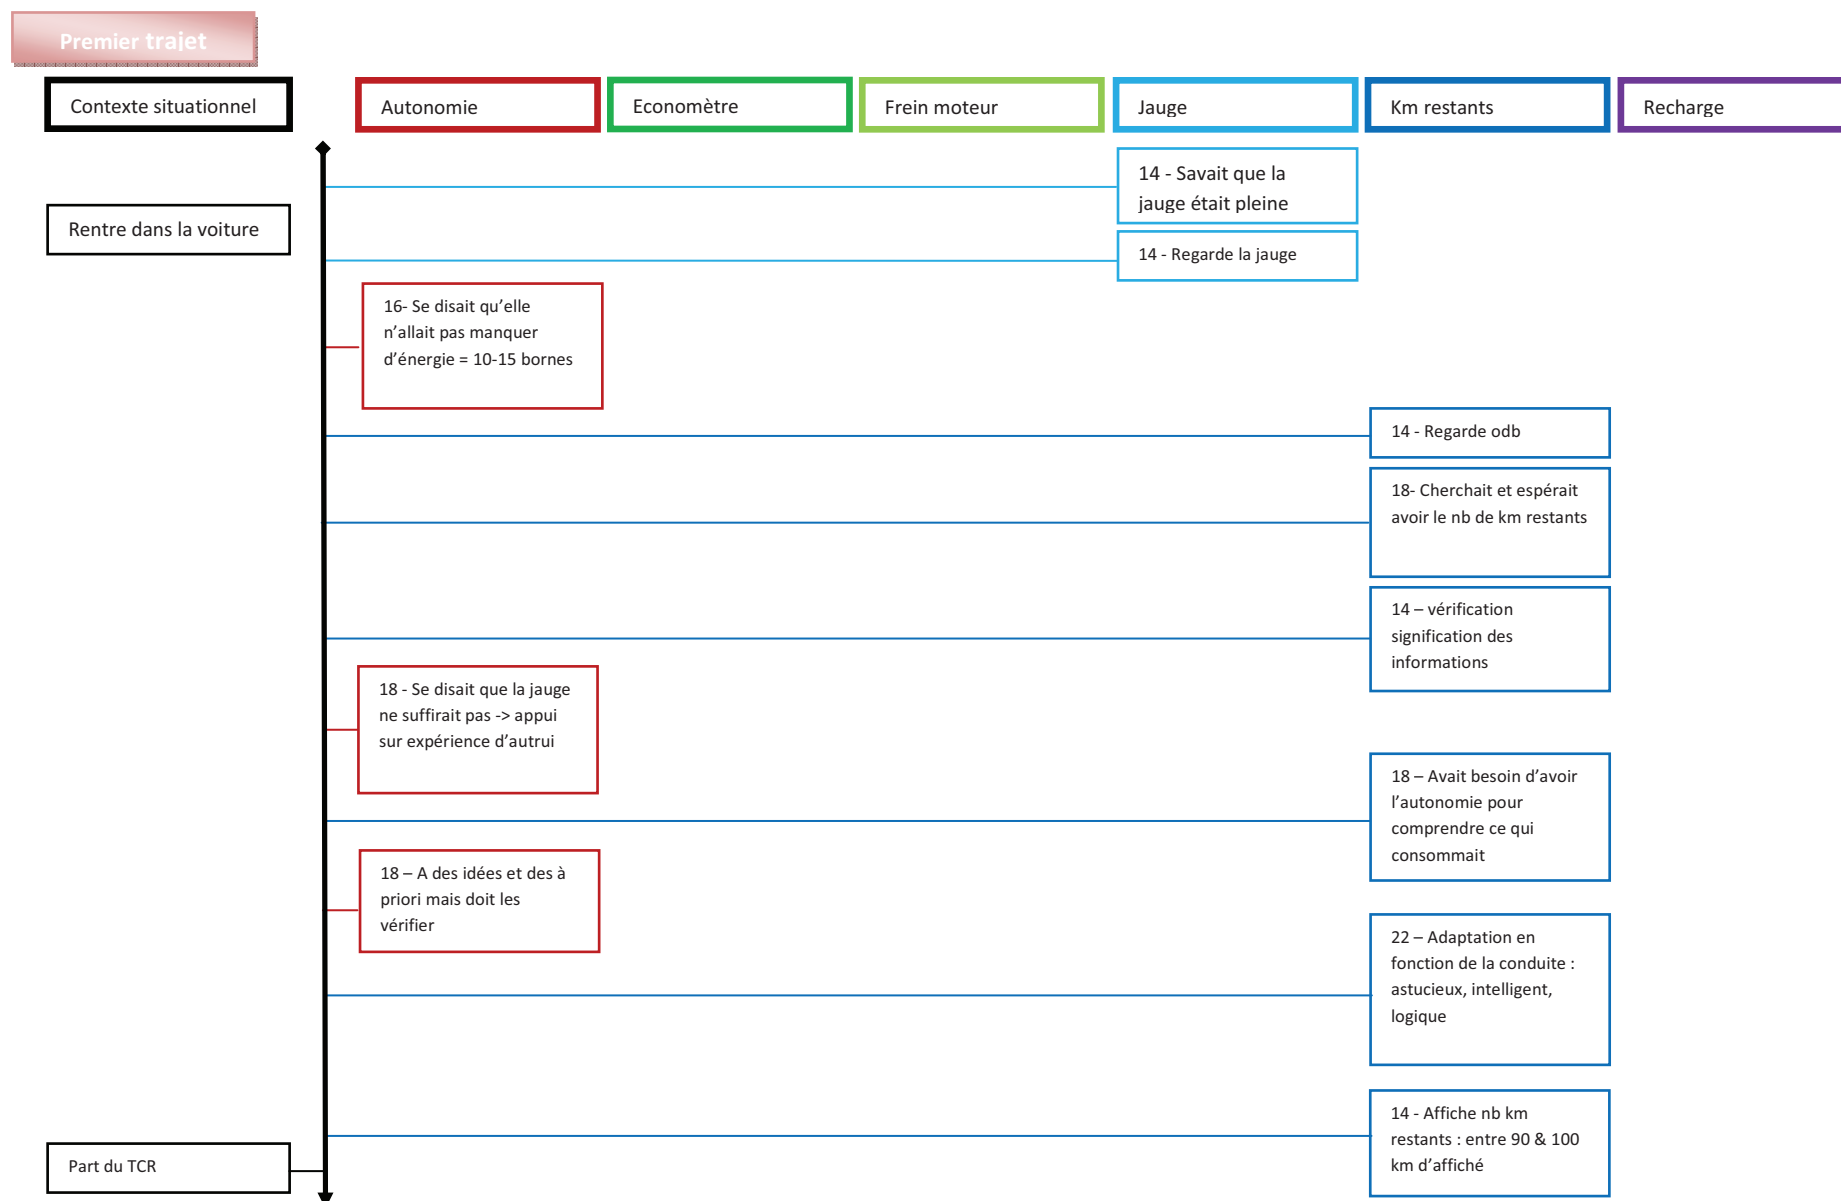 Premier trajet
Contexte situationnel
Autonomie
Economètre
Frein moteur
Jauge
Km restants
Recharge
14 - Savait que la
jauge était pleine
Rentre dans la voiture
14 - Regarde la jauge
16- Se disait qu’elle
n’allait pas manquer
d’énergie = 10-15 bornes
14 - Regarde odb
18- Cherchait et espérait
avoir le nb de km restants
14 – vérification
signification des
informations
18 - Se disait que la jauge
ne suffirait pas -> appui
sur expérience d’autrui
18 – Avait besoin d’avoir
l’autonomie pour
comprendre ce qui
consommait
18 – A des idées et des à
priori mais doit les
vérifier
22 – Adaptation en
fonction de la conduite :
astucieux, intelligent,
logique
14 - Affiche nb km
restants : entre 90 & 100
km d’affiché
Part du TCR